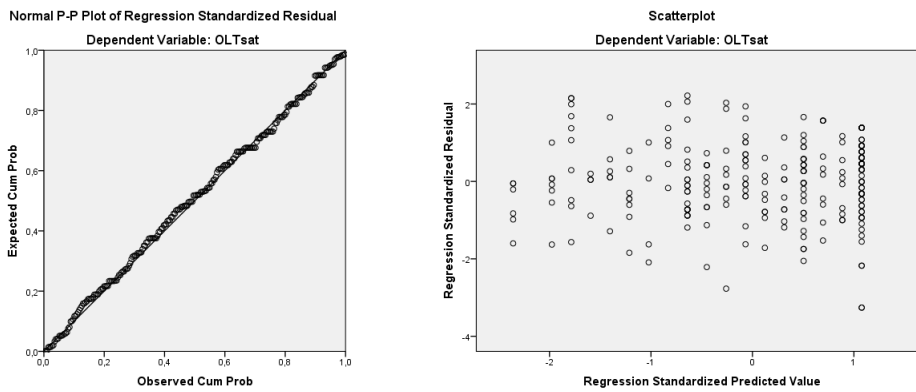 Normal P-P Plot of Regression Standardized Residual
Dependent Variable: OLTsat
1,0
0,8
0,6
0,4
0,2
0,0
Expected Cum Prob
0,0 0,2 0,4 0,6 0,8 1,0
Observed Cum Prob
Scatterplot
Dependent Variable: OLTsat
2
0
-2
-4
Regression Standardized Residual
-2 -1 0 1
Regression Standardized Predicted Value